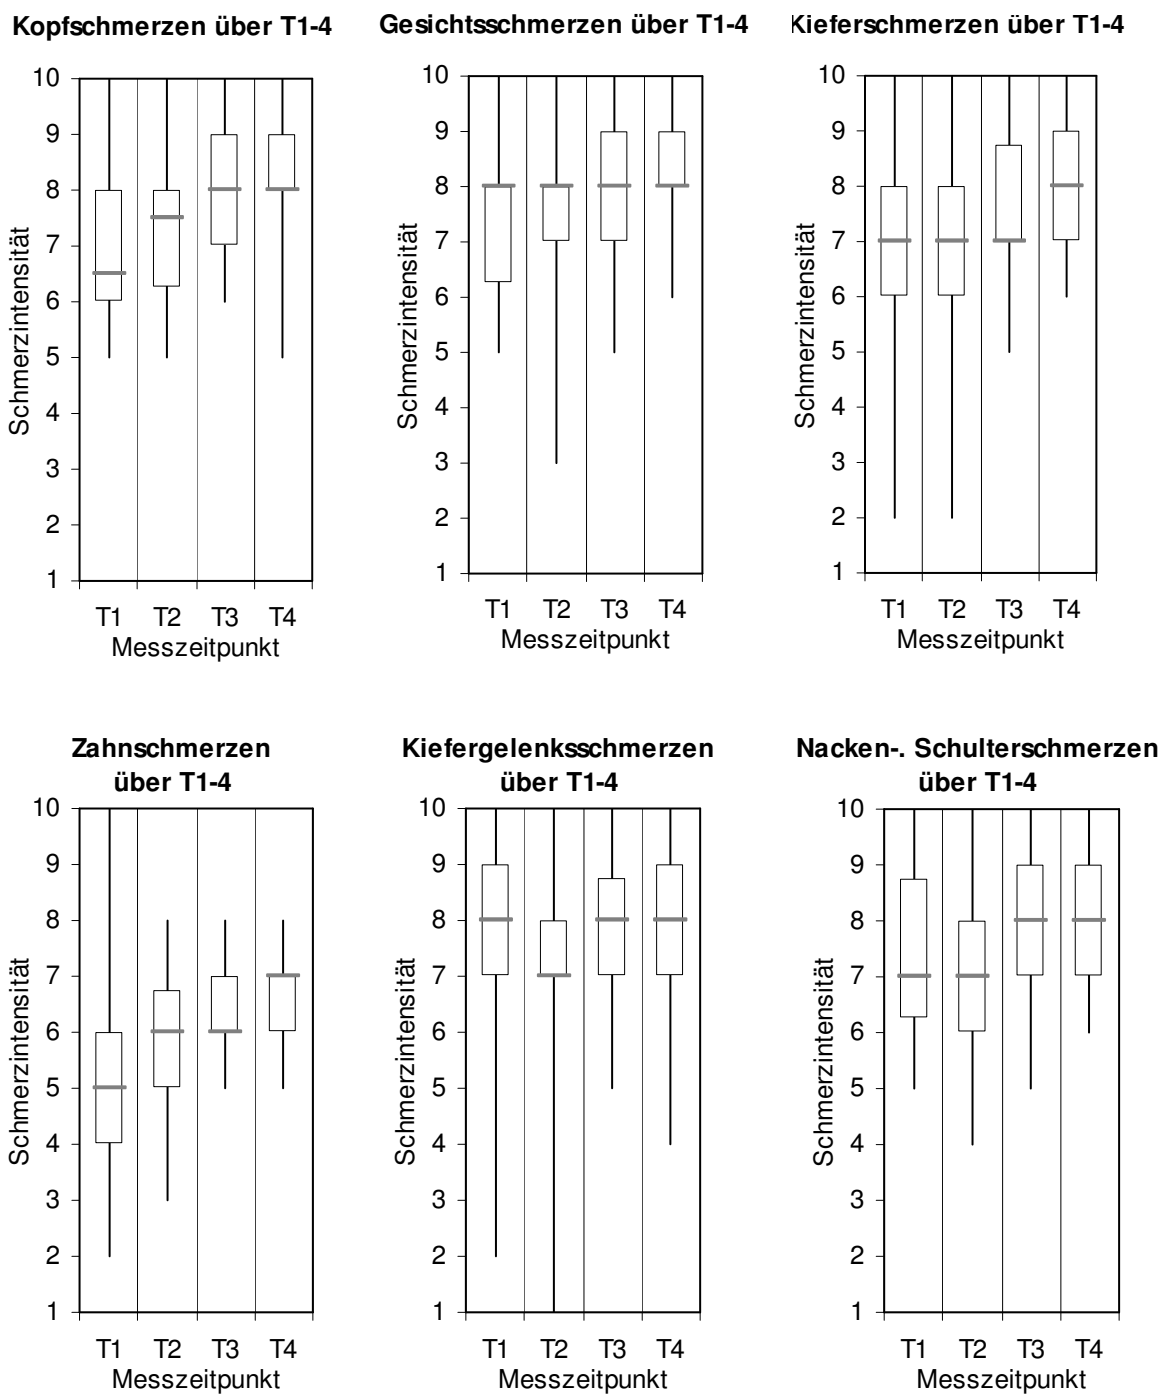 Kopfschmerzen über T1-4
10
9
8
7
6
5
4
3
2
1
Schmerzintensität
T1 T2 T3 T4
Messzeitpunkt
Gesichtsschmerzen über T1-4
10
9
8
7
6
5
4
3
2
1
Schmerzintensität
T1 T2 T3 T4
Messzeitpunkt
Kieferschmerzen über T1-4
10
9
8
7
6
5
4
3
2
1
Schmerzintensität
T1 T2 T3 T4
Messzeitpunkt
Zahnschmerzen
über T1-4
10
9
8
7
6
5
4
3
2
1
Schmerzintensität
T1 T2 T3 T4
Messzeitpunkt
Kiefergelenksschmerzen
über T1-4
10
9
8
7
6
5
4
3
2
1
Schmerzintensität
T1 T2 T3 T4
Messzeitpunkt
Nacken-. Schulterschmerzen
über T1-4
10
9
8
7
6
5
4
3
2
1
Schmerzintensität
T1 T2 T3 T4
Messzeitpunkt